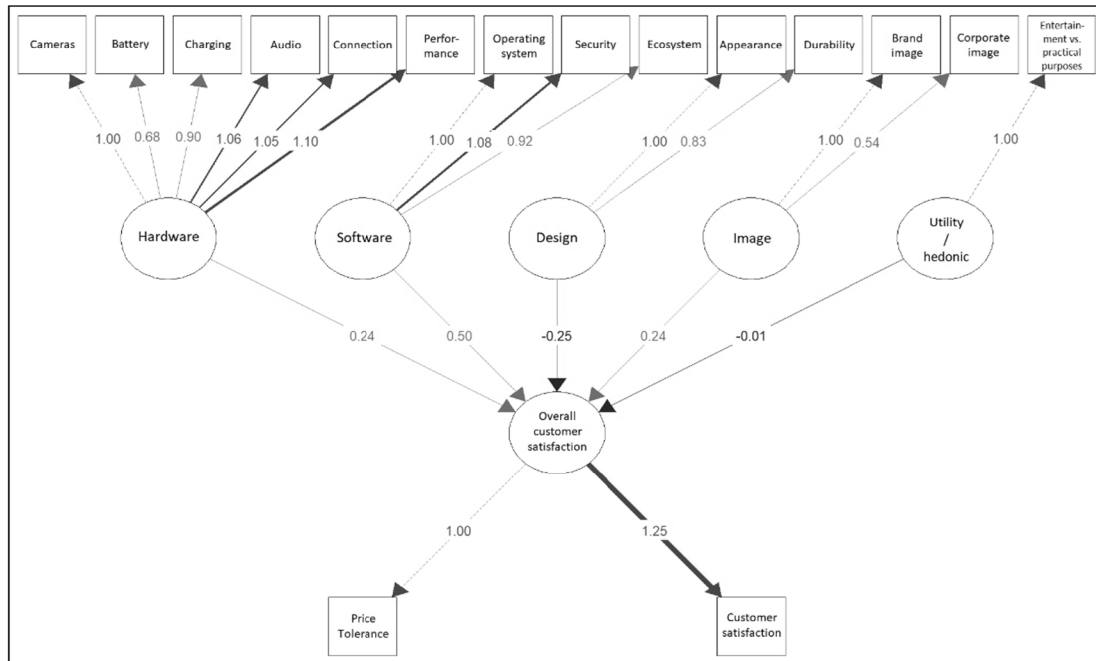 Cameras
Battery
Charging
Audio
Connection
Perfor-
mance
Operating
system
Security
Ecosystem
Appearance
Durability
Brand
image
Corporate
image
Entertain-
ment vs.
practical
purposes
1.00
0.68
0.90
1.06
1.05
1.10
1.00
1.08
0.92
1.00
0.83
1.00
0.54
1.00
Hardware
Software
Design
Image
Utility
/
hedonic
0.24
0.50
-0.25
0.24
-0.01
Overall
customer
satisfaction
1.00
1.25
Price
Tolerance
Customer
satisfaction